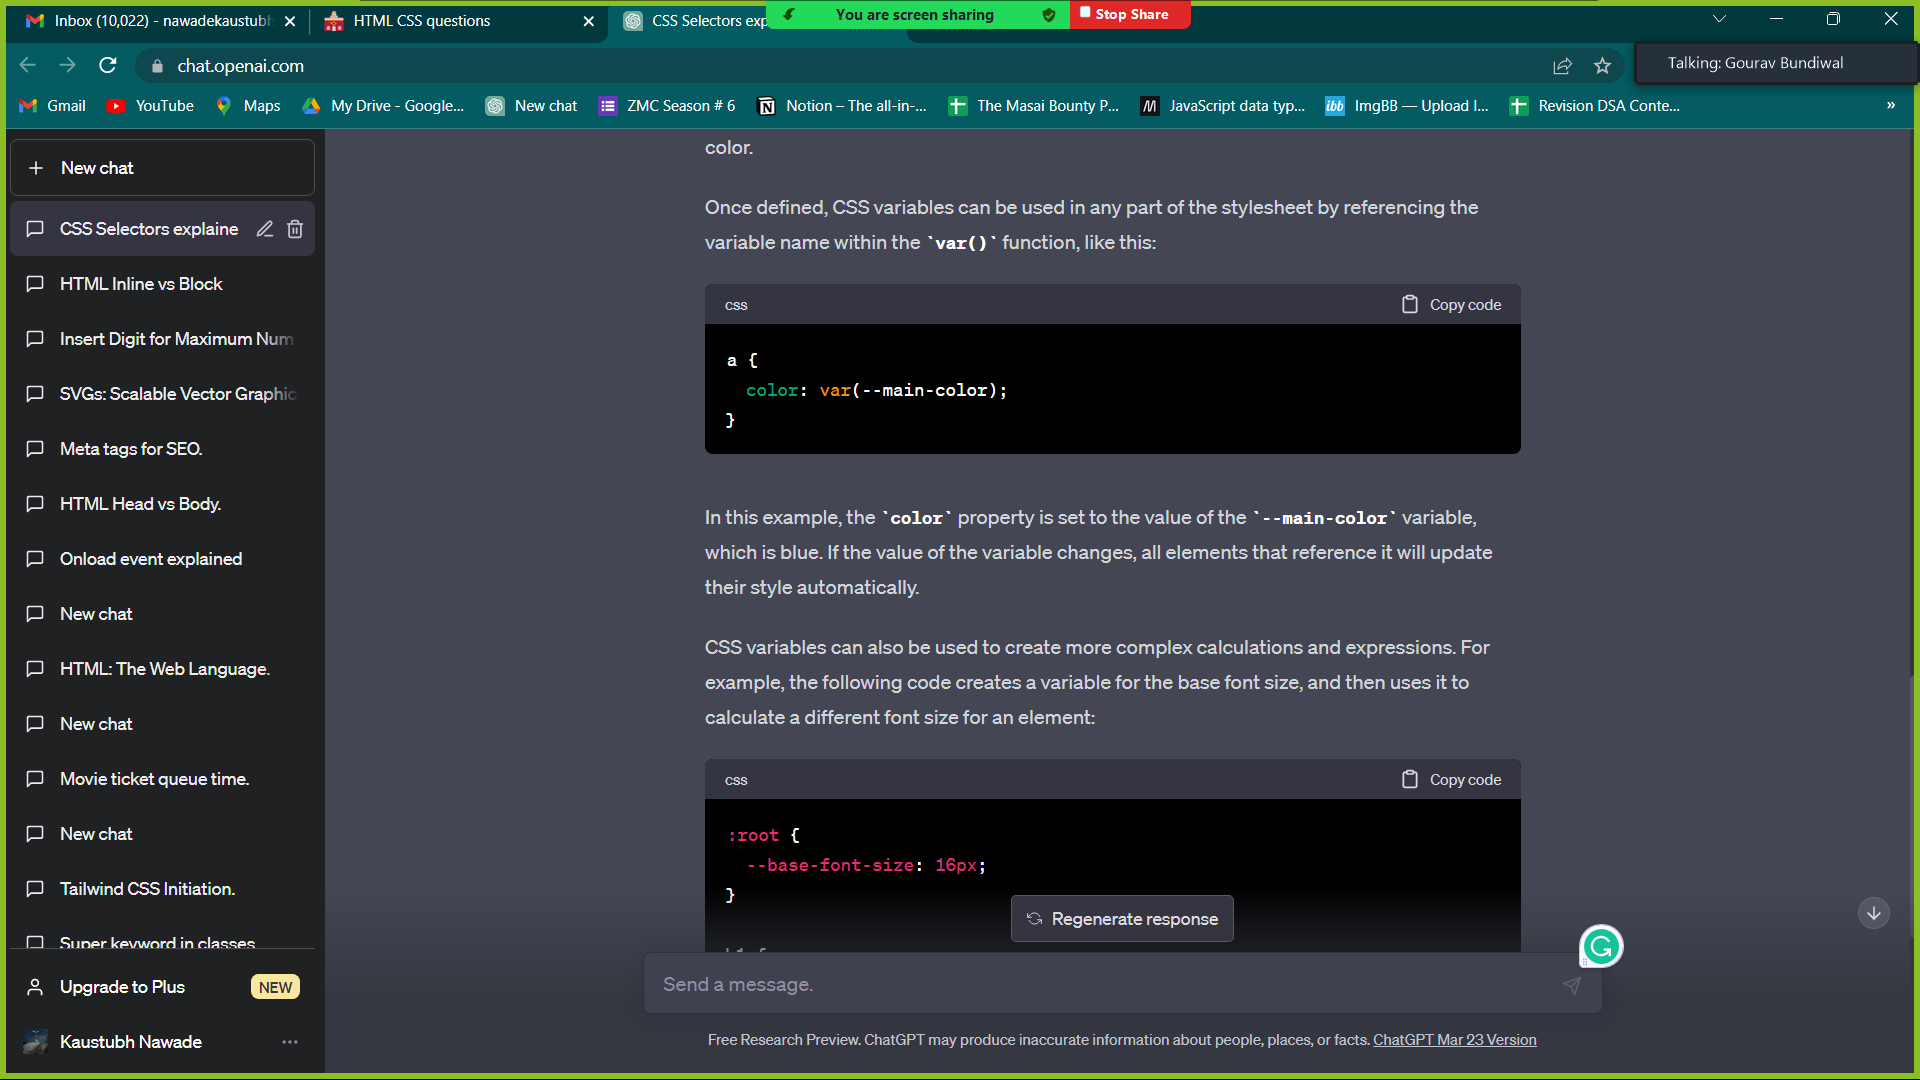 Inbox (10,022) - nawadekaustubh
HTML CSS questions
CSS Selectors exp
You are screen sharing
Stop Share
chat.openai.com
Talking: Gourav Bundiwal
Gmail
YouTube
Maps
My Drive - Google...
New chat
ZMC Season # 6
Notion – The all-in-...
The Masai Bounty P...
JavaScript data typ...
ibb
ImgBB — Upload I...
Revision DSA Conte...
»
New chat
CSS Selectors explaine
HTML Inline vs Block
Insert Digit for Maximum Num
SVGs: Scalable Vector Graphic
Meta tags for SEO.
HTML Head vs Body.
Onload event explained
New chat
HTML: The Web Language.
New chat
Movie ticket queue time.
New chat
Tailwind CSS Initiation.
Super keyword in classes
Upgrade to Plus
NEW
Kaustubh Nawade
color.
Once defined, CSS variables can be used in any part of the stylesheet by referencing the
variable name within the `var()` function, like this:
css
Copy code
a {
color: var(--main-color);
}
In this example, the `color` property is set to the value of the `--main-color` variable,
which is blue. If the value of the variable changes, all elements that reference it will update
their style automatically.
CSS variables can also be used to create more complex calculations and expressions. For
example, the following code creates a variable for the base font size, and then uses it to
calculate a different font size for an element:
css
Copy code
:root {
--base-font-size: 16px;
}
Regenerate response
Send a message.
Free Research Preview. ChatGPT may produce inaccurate information about people, places, or facts. ChatGPT Mar 23 Version